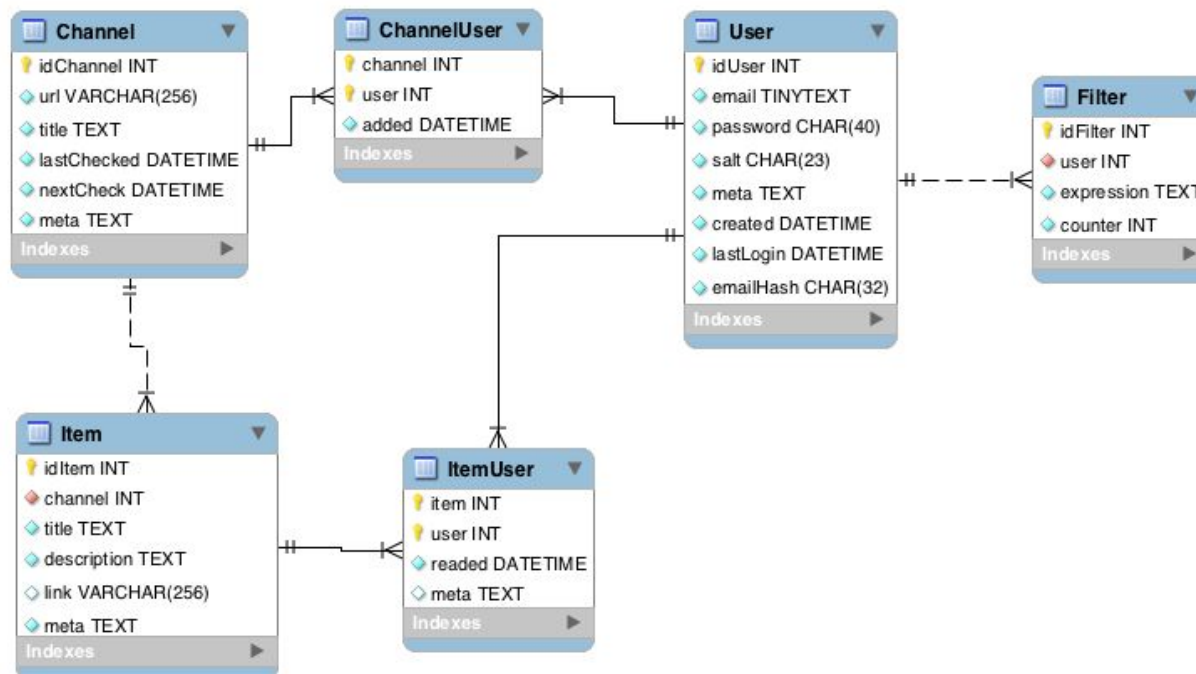 Channel
idChannel INT
url VARCHAR(256)
title TEXT
lastChecked DATETIME
nextCheck DATETIME
meta TEXT
Indexes
ChannelUser
channel INT
user INT
added DATETIME
Indexes
User
idUser INT
email TINYTEXT
password CHAR(40)
salt CHAR(23)
meta TEXT
created DATETIME
lastLogin DATETIME
emailHash CHAR(32)
Indexes
Filter
idFilter INT
user INT
expression TEXT
counter INT
Indexes
Item
idItem INT
channel INT
title TEXT
description TEXT
link VARCHAR(256)
meta TEXT
Indexes
ItemUser
item INT
user INT
readed DATETIME
meta TEXT
Indexes